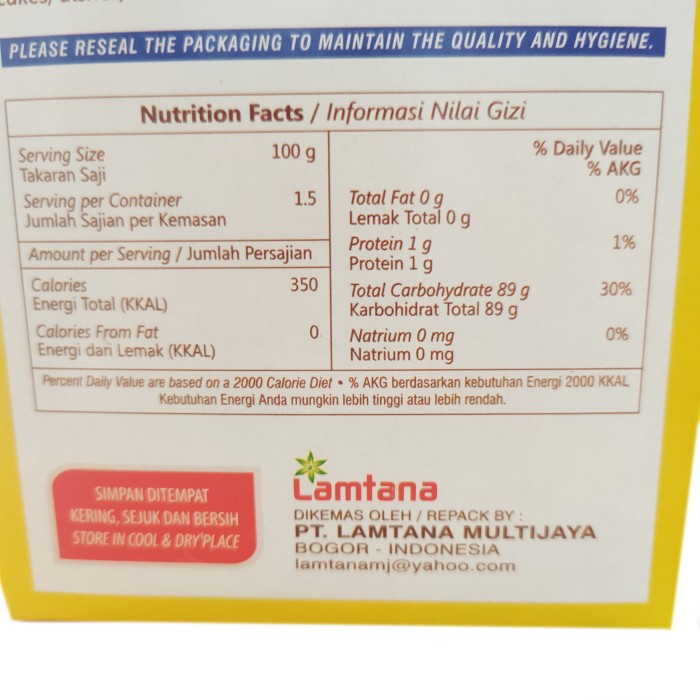 PLEASE RESEAL THE PACKAGING TO MAINTAIN THE QUALITY AND HYGIENE.
Nutrition Facts / Informasi Nilai Gizi
Serving Size 100 g
Takaran Saji
Serving per Container 1.5
Jumlah Sajian per Kemasan
Amount per Serving / Jumlah Persajian
Calories 350
Energi Total (KKAL)
Calories From Fat 0
Energi dari Lemak (KKAL)
% Daily Value
% AKG
Total Fat 0 g 0%
Lemak Total 0 g
Protein 1 g 1%
Protein 1 g
Total Carbohydrate 89 g 30%
Karbohidrat Total 89 g
Natrium 0 mg 0%
Natrium 0 mg
Percent Daily Value are based on a 2000 Calorie Diet • % AKG berdasarkan kebutuhan Energi 2000 KKAL
Kebutuhan Energi Anda mungkin lebih tinggi atau lebih rendah.
SIMPAN DITEMPAT
KERING, SEJUK DAN BERSIH
STORE IN COOL & DRY PLACE
Lamtana
DIKEMAS OLEH / REPACK BY :
PT. LAMTANA MULTIJAYA
BOGOR - INDONESIA
lamtanamj@yahoo.com